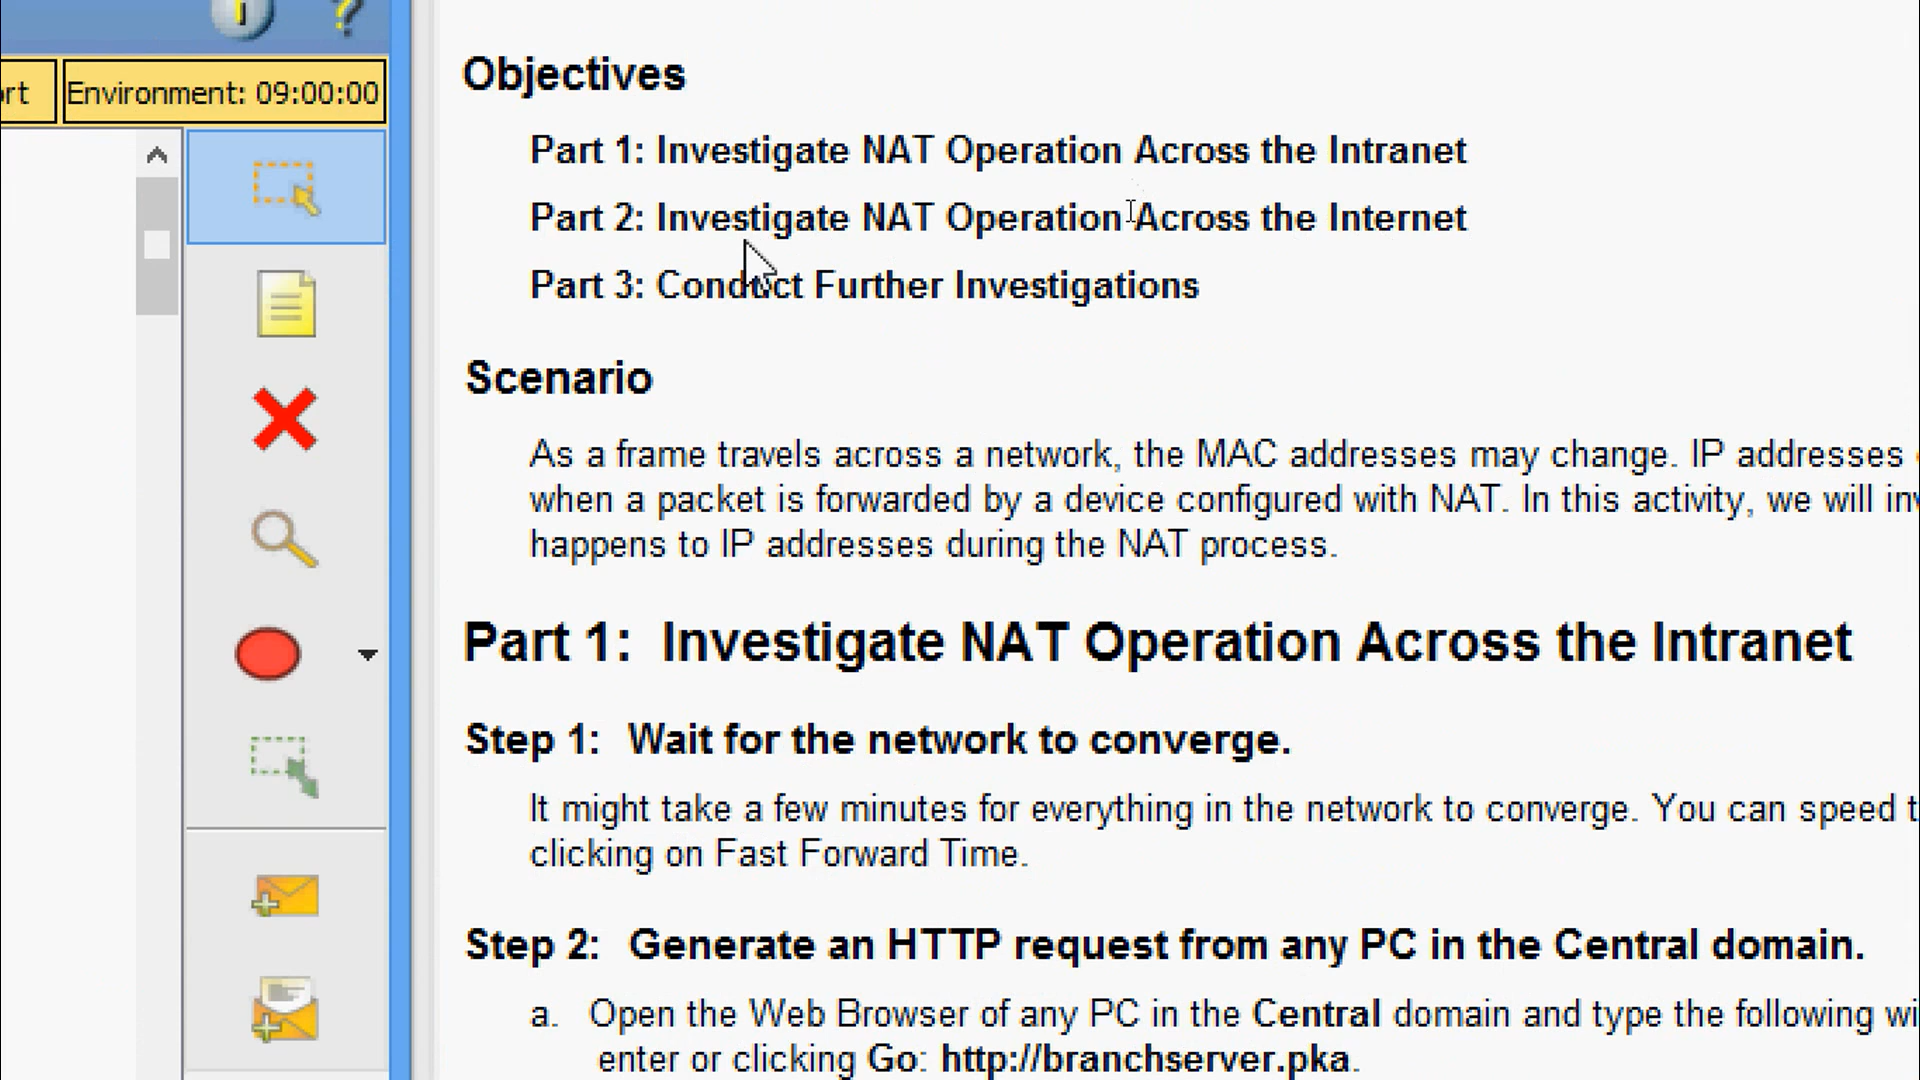 ort
Environment: 09:00:00
Objectives
Part 1: Investigate NAT Operation Across the Intranet
Part 2: Investigate NAT Operation Across the Internet
Part 3: Conduct Further Investigations
Scenario
As a frame travels across a network, the MAC addresses may change. IP addresses
when a packet is forwarded by a device configured with NAT. In this activity, we will inv
happens to IP addresses during the NAT process.
Part 1: Investigate NAT Operation Across the Intranet
Step 1: Wait for the network to converge.
It might take a few minutes for everything in the network to converge. You can speed t
clicking on Fast Forward Time.
Step 2: Generate an HTTP request from any PC in the Central domain.
a. Open the Web Browser of any PC in the Central domain and type the following wi
enter or clicking Go: http://branchserver.pka.